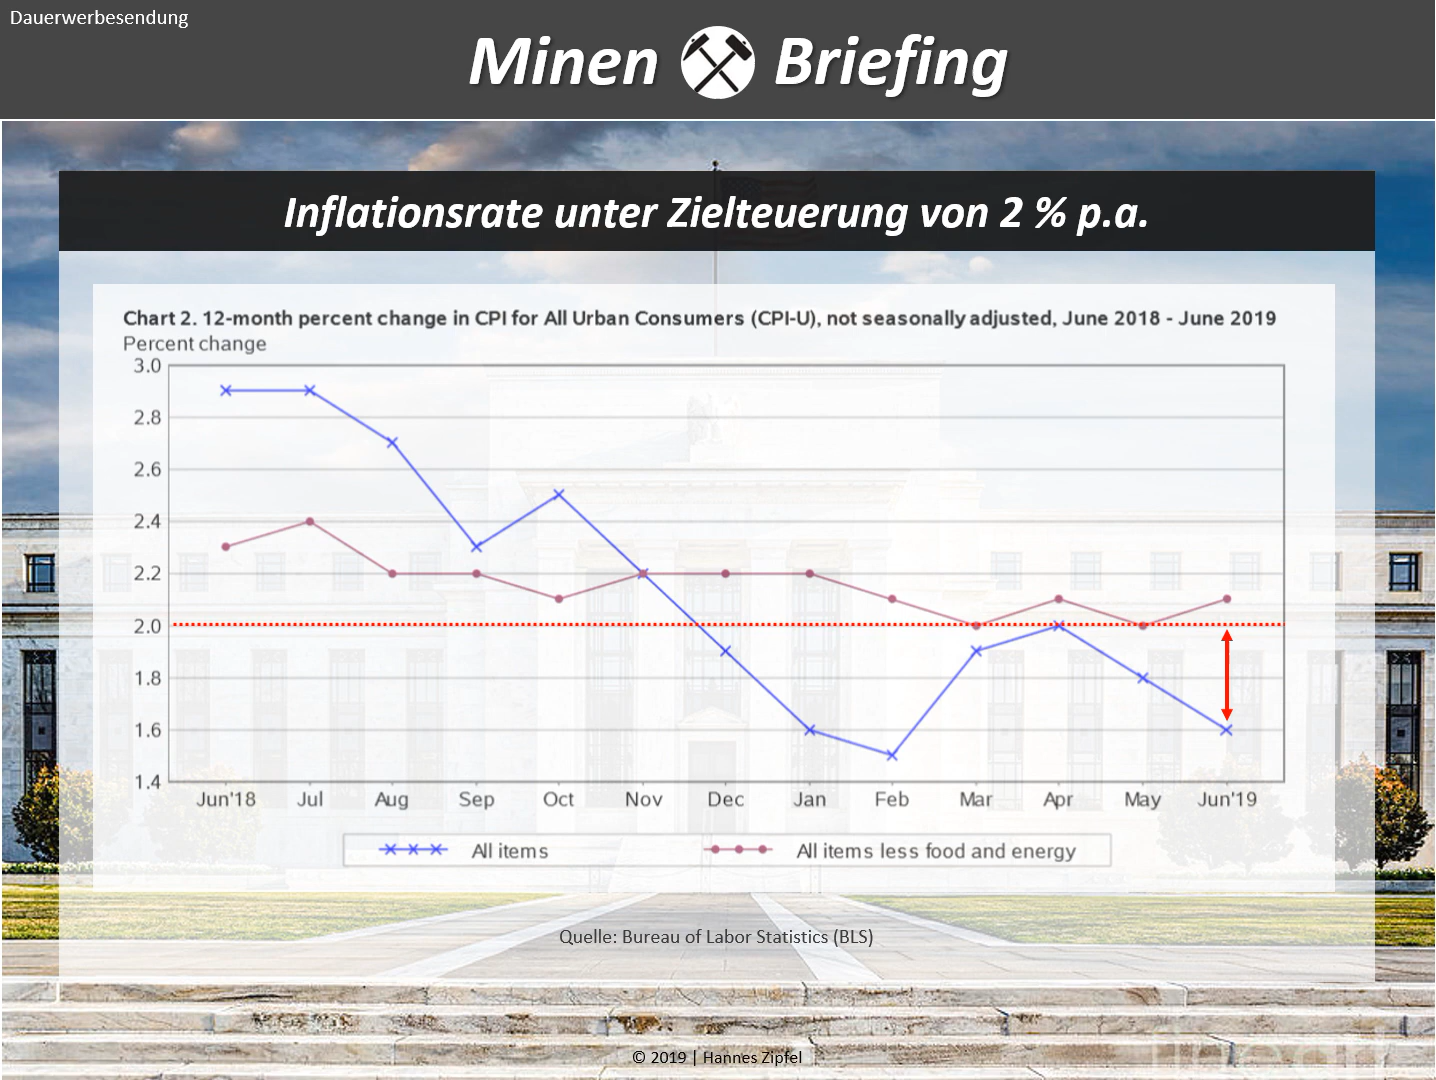 Dauerwerbesendung
Minen Briefing
Inflationsrate unter Zielteuerung von 2 % p.a.
Chart 2. 12-month percent change in CPI for All Urban Consumers (CPI-U), not seasonally adjusted, June 2018 - June 2019
Percent change
3.0
2.8
2.6
2.4
2.2
2.0
1.8
1.6
1.4
Jun'18 Jul Aug Sep Oct Nov Dec Jan Feb Mar Apr May Jun'19
All items All items less food and energy
Quelle: Bureau of Labor Statistics (BLS)
© 2019 | Hannes Zipfel